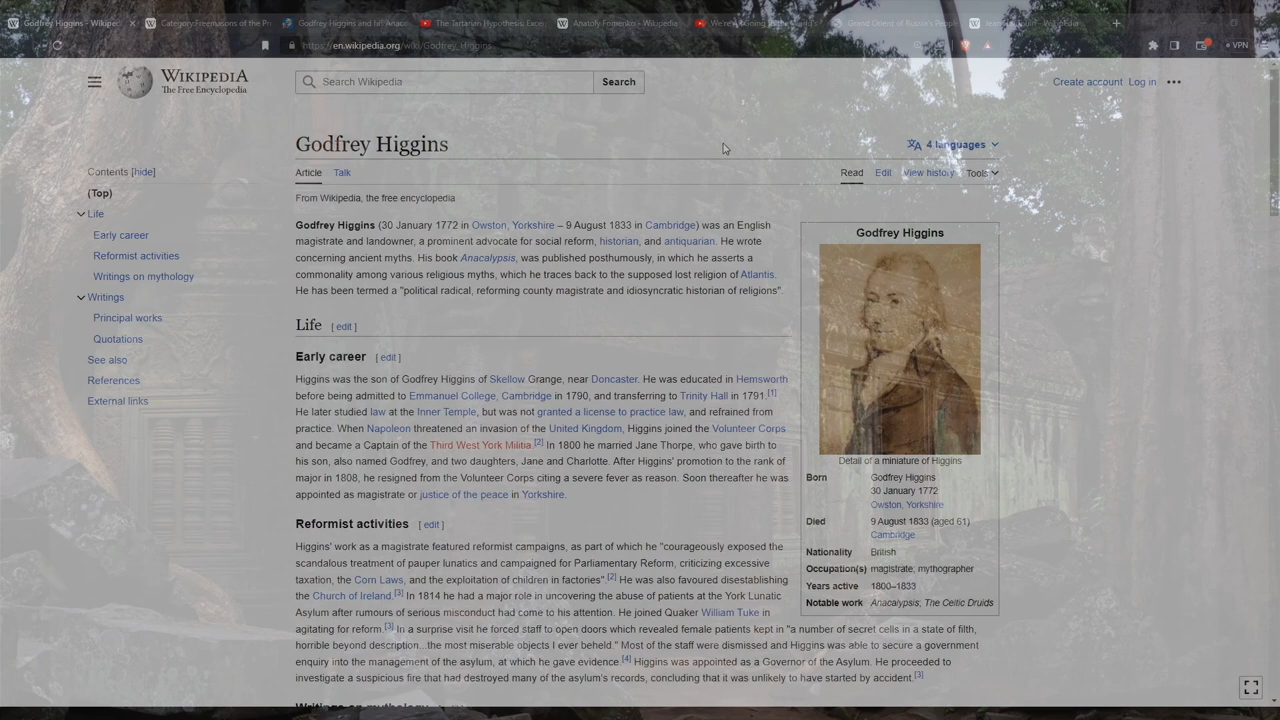 Godfrey Higgins - Wikiped
Category:Freemasons of the Pr
Godfrey Higgins and his Anac
The Tartarian Hypothesis: Exce
Anatoly Fomenko - Wikipedia
Grand Orient of Russia's Peopl
https://en.wikipedia.org/wiki/Godfrey_Higgins
VPN
WIKIPEDIA
The Free Encyclopedia
Search Wikipedia
Search
Create account Log in
Godfrey Higgins
4 languages
Contents [hide]
(Top)
Life
Early career
Reformist activities
Writings on mythology
Writings
Principal works
Quotations
See also
References
External links
Article Talk
Read Edit View history Tools
From Wikipedia, the free encyclopedia
Godfrey Higgins (30 January 1772 in Owston, Yorkshire – 9 August 1833 in Cambridge) was an English
magistrate and landowner, a prominent advocate for social reform, historian, and antiquarian. He wrote
concerning ancient myths. His book Anacalypsis, was published posthumously, in which he asserts a
commonality among various religious myths, which he traces back to the supposed lost religion of Atlantis.
He has been termed a "political radical, reforming county magistrate and idiosyncratic historian of religions".
Life [ edit ]
Early career [ edit ]
Higgins was the son of Godfrey Higgins of Skellow Grange, near Doncaster. He was educated in Hemsworth
before being admitted to Emmanuel College, Cambridge in 1790, and transferring to Trinity Hall in 1791.[1]
He later studied law at the Inner Temple, but was not granted a license to practice law, and refrained from
practice. When Napoleon threatened an invasion of the United Kingdom, Higgins joined the Volunteer Corps
and became a Captain of the Third West York Militia.[2] In 1800 he married Jane Thorpe, who gave birth to
his son, also named Godfrey, and two daughters, Jane and Charlotte. After Higgins' promotion to the rank of
major in 1808, he resigned from the Volunteer Corps citing a severe fever as reason. Soon thereafter he was
appointed as magistrate or justice of the peace in Yorkshire.
Reformist activities [ edit ]
Higgins' work as a magistrate featured reformist campaigns, as part of which he "courageously exposed the
scandalous treatment of pauper lunatics and campaigned for Parliamentary Reform, criticizing excessive
taxation, the Corn Laws, and the exploitation of children in factories".[2] He was also favoured disestablishing
the Church of Ireland.[3] In 1814 he had a major role in uncovering the abuse of patients at the York Lunatic
Asylum after rumours of serious misconduct had come to his attention. He joined Quaker William Tuke in
agitating for reform.[3] In a surprise visit he forced staff to open doors which revealed female patients kept in "a number of secret cells in a state of filth,
horrible beyond description...the most miserable objects I ever beheld." Most of the staff were dismissed and Higgins was able to secure a government
enquiry into the management of the asylum, at which he gave evidence.[4] Higgins was appointed as a Governor of the Asylum. He proceeded to
investigate a suspicious fire that had destroyed many of the asylum's records, concluding that it was unlikely to have started by accident.[3]
Writings on mythology
Godfrey Higgins
Detail of a miniature of Higgins
Born Godfrey Higgins
30 January 1772
Owston, Yorkshire
Died 9 August 1833 (aged 61)
Cambridge
Nationality British
Occupation(s) magistrate; mythographer
Years active 1800–1833
Notable work Anacalypsis; The Celtic Druids